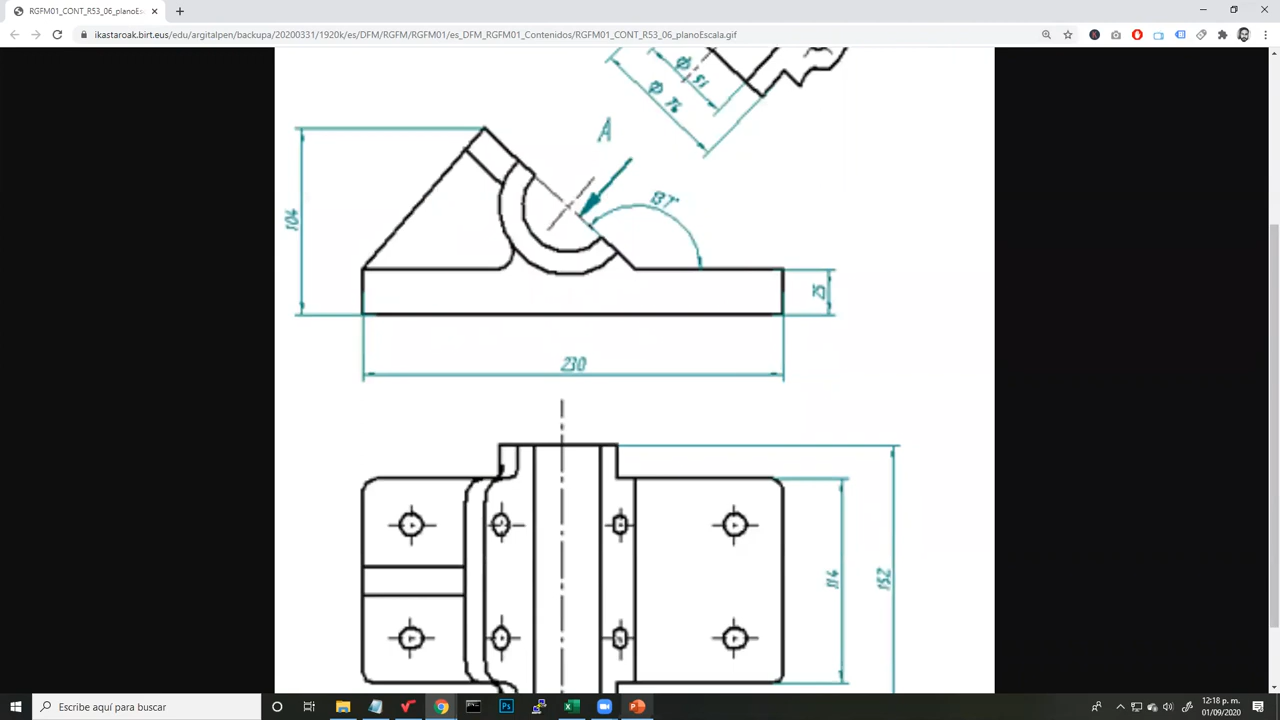 RGFM01_CONT_R53_06_planoEsc
ikastaroak.birt.eus/edu/argitalpen/backupa/20200331/1920k/es/DFM/RGFM/RGFM01/es_DFM_RGFM01_Contenidos/RGFM01_CONT_R53_06_planoEscala.gif
Φ 51
Φ 76
A
137°
104
25
230
114
152
Escribe aquí para buscar
12:18 p. m.
01/09/2020